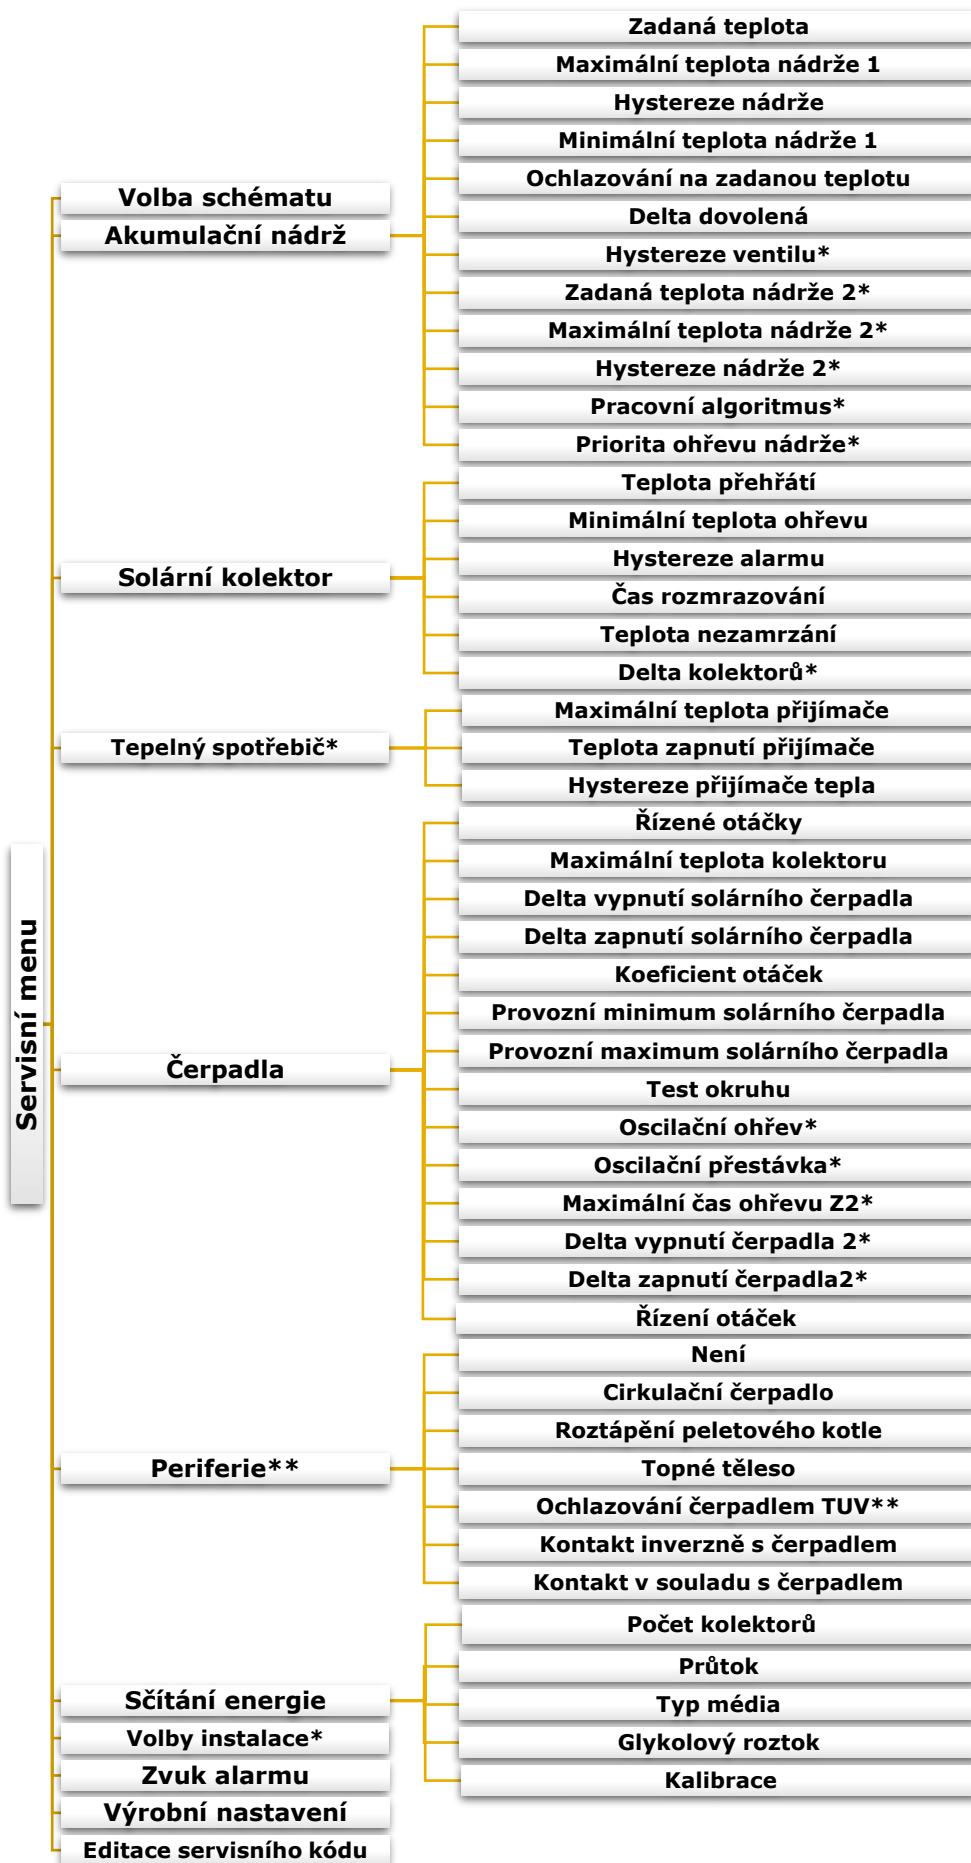 Servisní menu
Volba schématu
Akumulační nádrž
Zadaná teplota
Maximální teplota nádrže 1
Hystereze nádrže
Minimální teplota nádrže 1
Ochlazování na zadanou teplotu
Delta dovolená
Hystereze ventilu*
Zadaná teplota nádrže 2*
Maximální teplota nádrže 2*
Hystereze nádrže 2*
Pracovní algoritmus*
Priorita ohřevu nádrže*
Solární kolektor
Teplota přehřátí
Minimální teplota ohřevu
Hystereze alarmu
Čas rozmrazování
Teplota nezamrzání
Delta kolektorů*
Tepelný spotřebič*
Maximální teplota přijímače
Teplota zapnutí přijímače
Hystereze přijímače tepla
Čerpadla
Řízené otáčky
Maximální teplota kolektoru
Delta vypnutí solárního čerpadla
Delta zapnutí solárního čerpadla
Koeficient otáček
Provozní minimum solárního čerpadla
Provozní maximum solárního čerpadla
Test okruhu
Oscilační ohřev*
Oscilační přestávka*
Maximální čas ohřevu Z2*
Delta vypnutí čerpadla 2*
Delta zapnutí čerpadla2*
Řízení otáček
Periferie**
Není
Cirkulační čerpadlo
Roztápění peletového kotle
Topné těleso
Ochlazování čerpadlem TUV**
Kontakt inverzně s čerpadlem
Kontakt v souladu s čerpadlem
Sčítání energie
Počet kolektorů
Průtok
Typ média
Glykolový roztok
Kalibrace
Volby instalace*
Zvuk alarmu
Výrobní nastavení
Editace servisního kódu